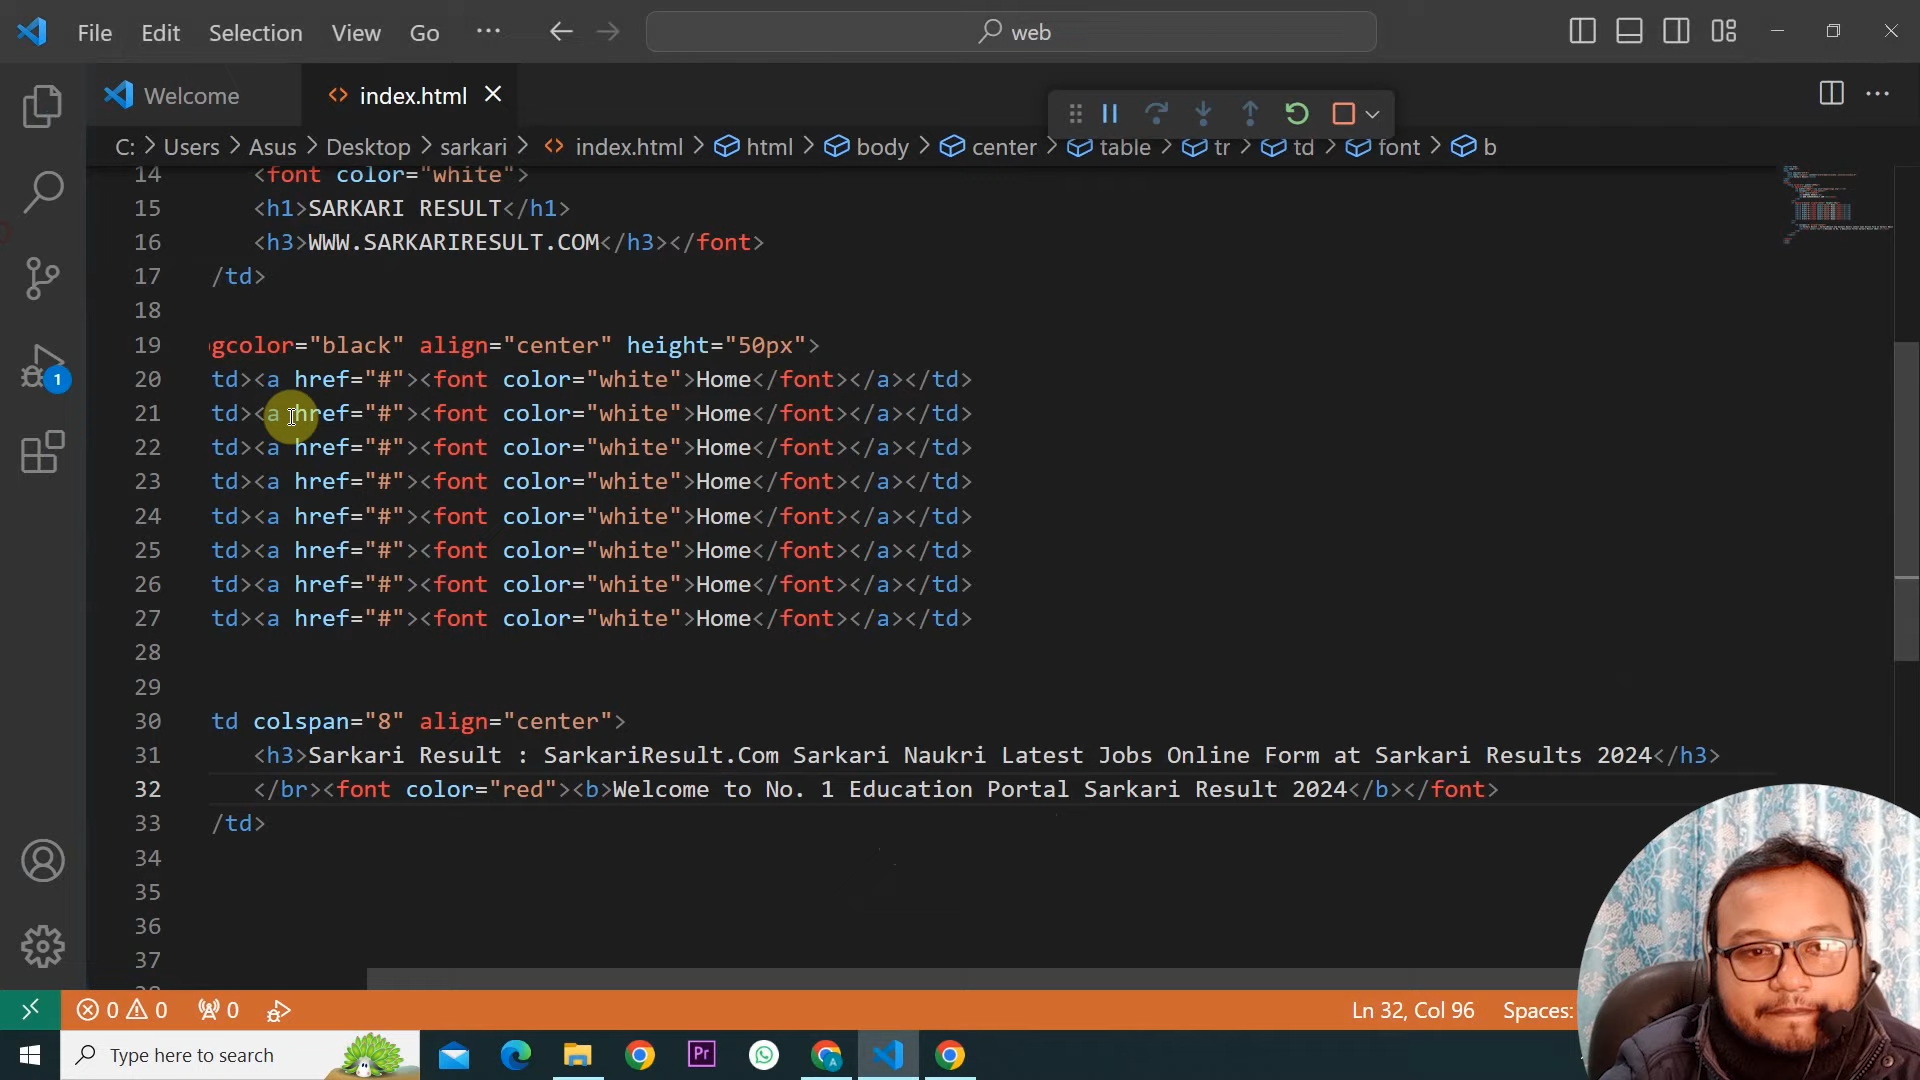 File Edit Selection View Go ··· web
Welcome index.html
C: > Users > Asus > Desktop > sarkari > index.html > html > body > center > table > tr > td > font > b
14 <font color="white">
15 <h1>SARKARI RESULT</h1>
16 <h3>WWW.SARKARIRESULT.COM</h3></font>
17 /td>
18
19 gcolor="black" align="center" height="50px">
20 td><a href="#"><font color="white">Home</font></a></td>
21 td><a href="#"><font color="white">Home</font></a></td>
22 td><a href="#"><font color="white">Home</font></a></td>
23 td><a href="#"><font color="white">Home</font></a></td>
24 td><a href="#"><font color="white">Home</font></a></td>
25 td><a href="#"><font color="white">Home</font></a></td>
26 td><a href="#"><font color="white">Home</font></a></td>
27 td><a href="#"><font color="white">Home</font></a></td>
28
29
30 td colspan="8" align="center">
31 <h3>Sarkari Result : SarkariResult.Com Sarkari Naukri Latest Jobs Online Form at Sarkari Results 2024</h3>
32 </br><font color="red"><b>Welcome to No. 1 Education Portal Sarkari Result 2024</b></font>
33 /td>
34
35
36
37
1
0 0 0 Ln 32, Col 96 Spaces:
Type here to search Pr A